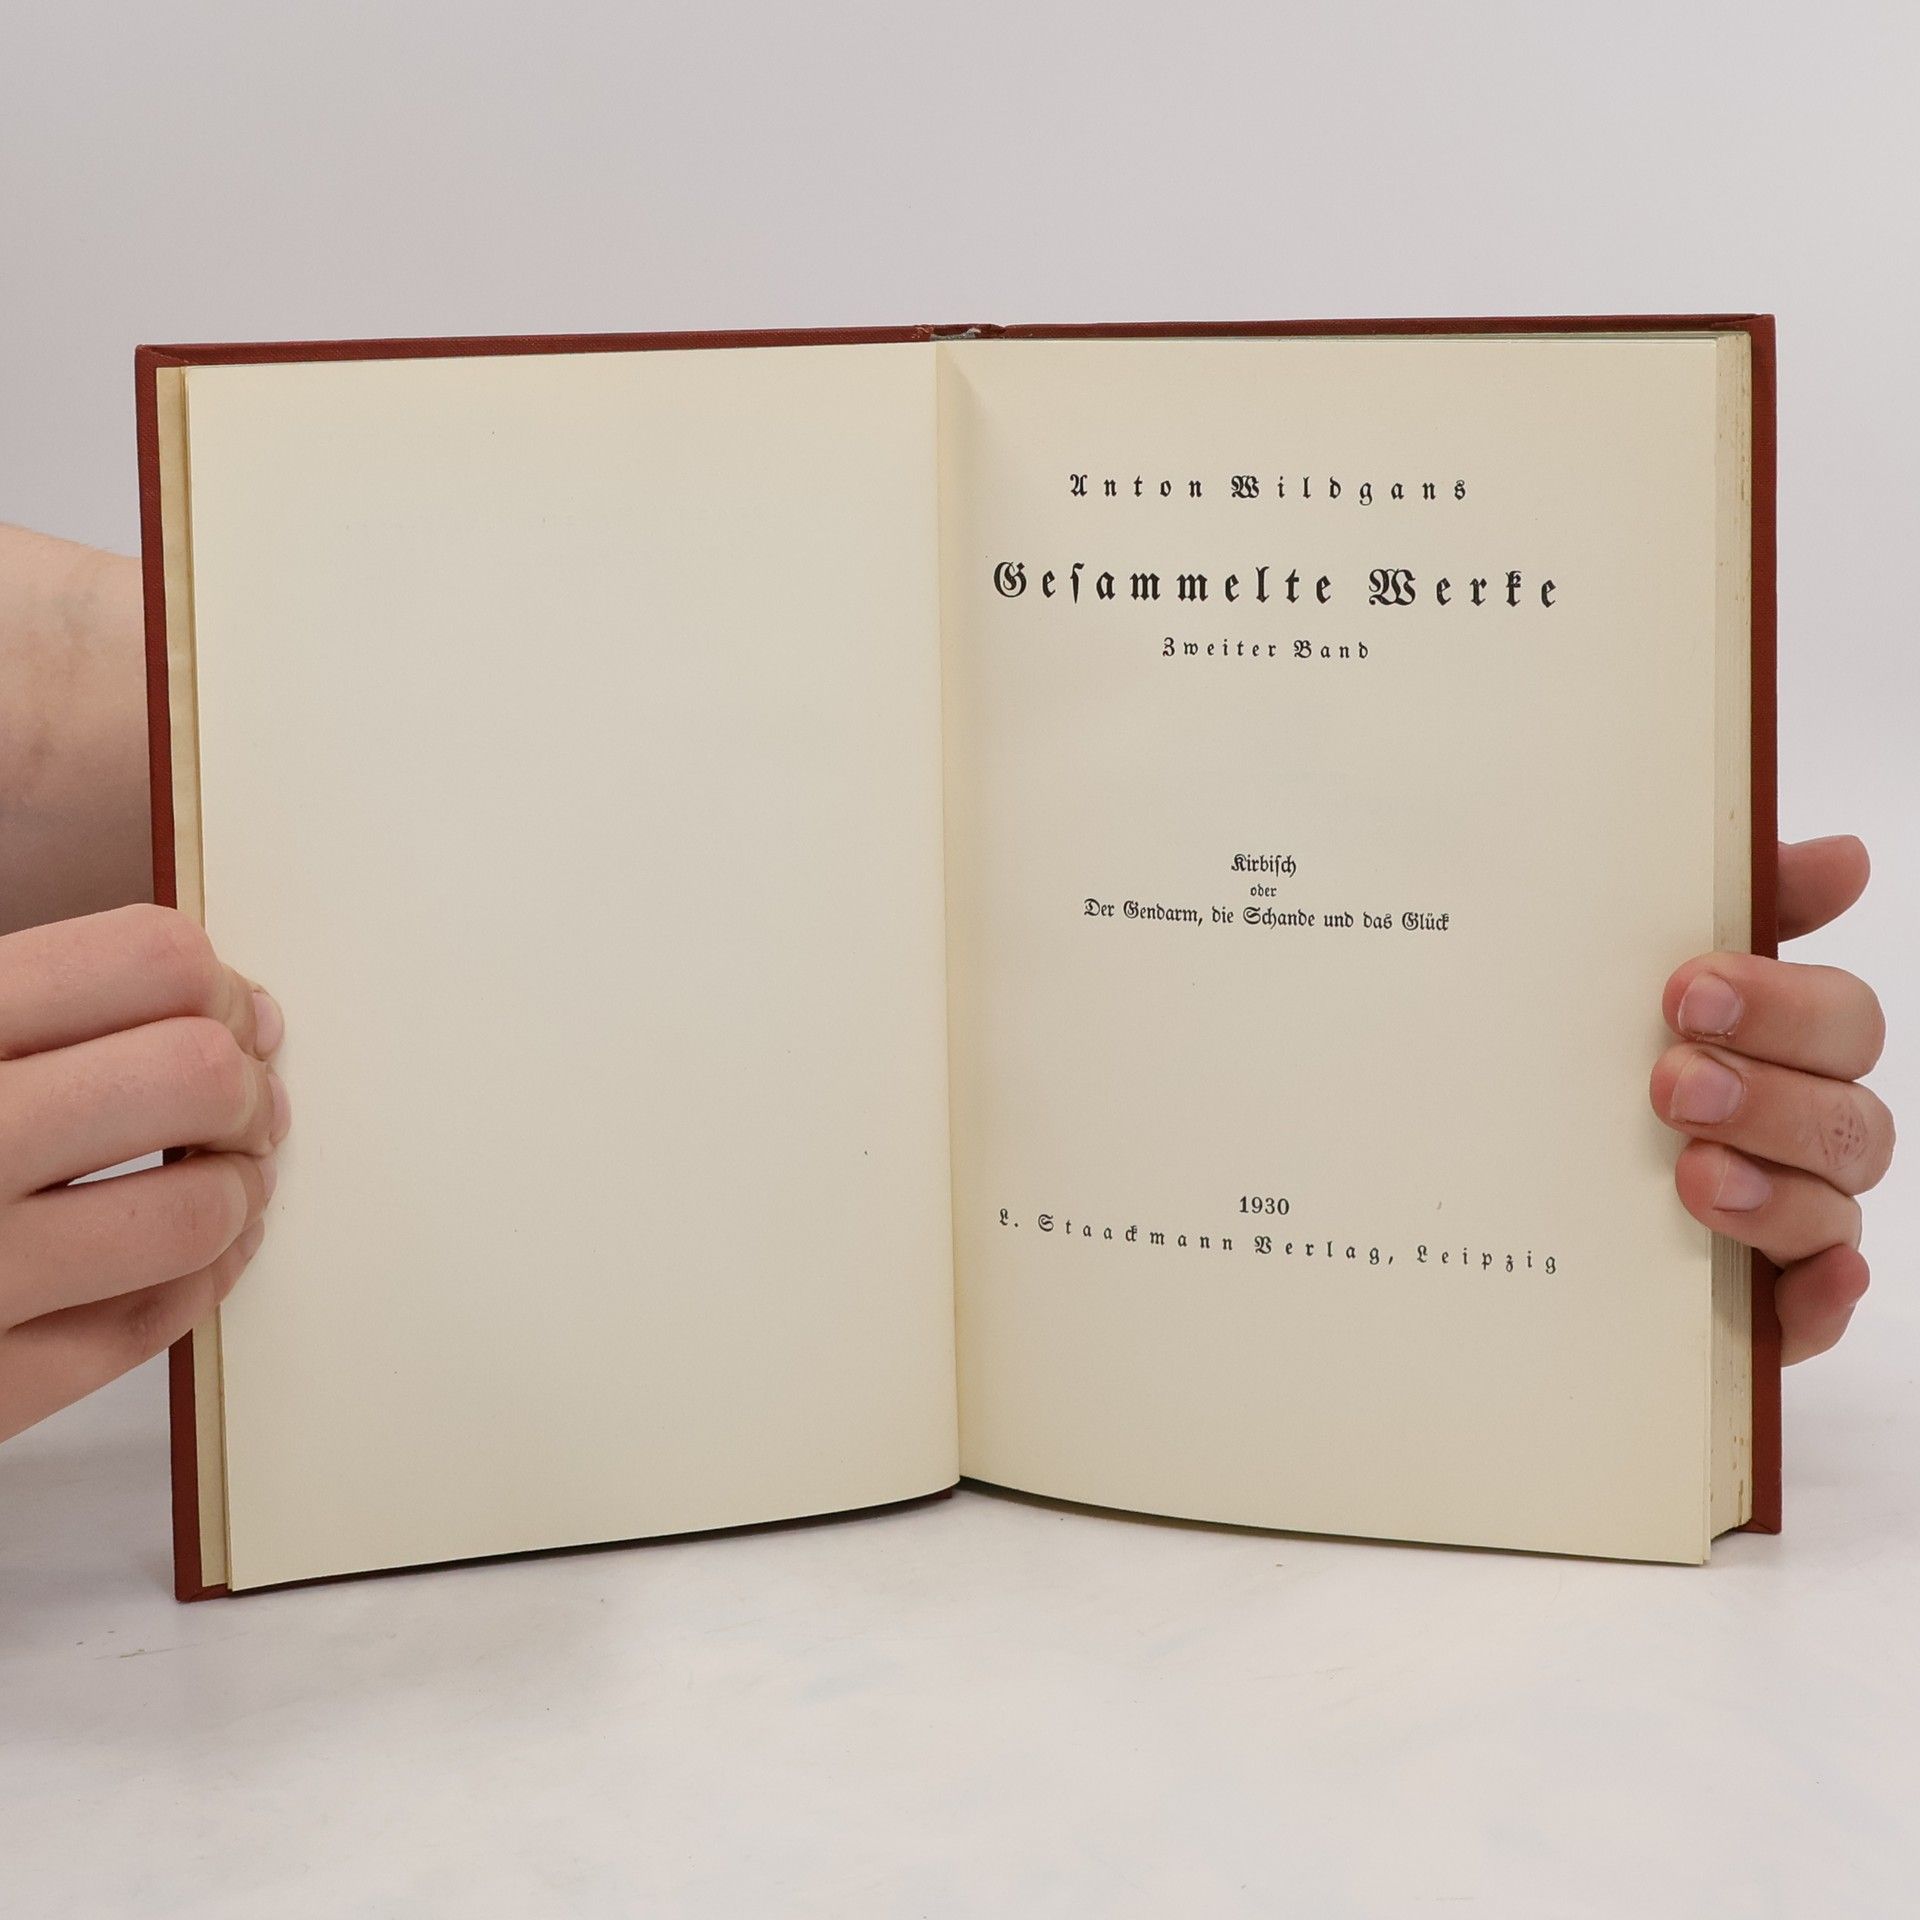 Anton Wildgans
Geſammelte Werke
Zweiter Band
Kirbiſch
oder
Der Gendarm, die Schande und das Glück
1930
L. Staackmann Verlag, Leipzig